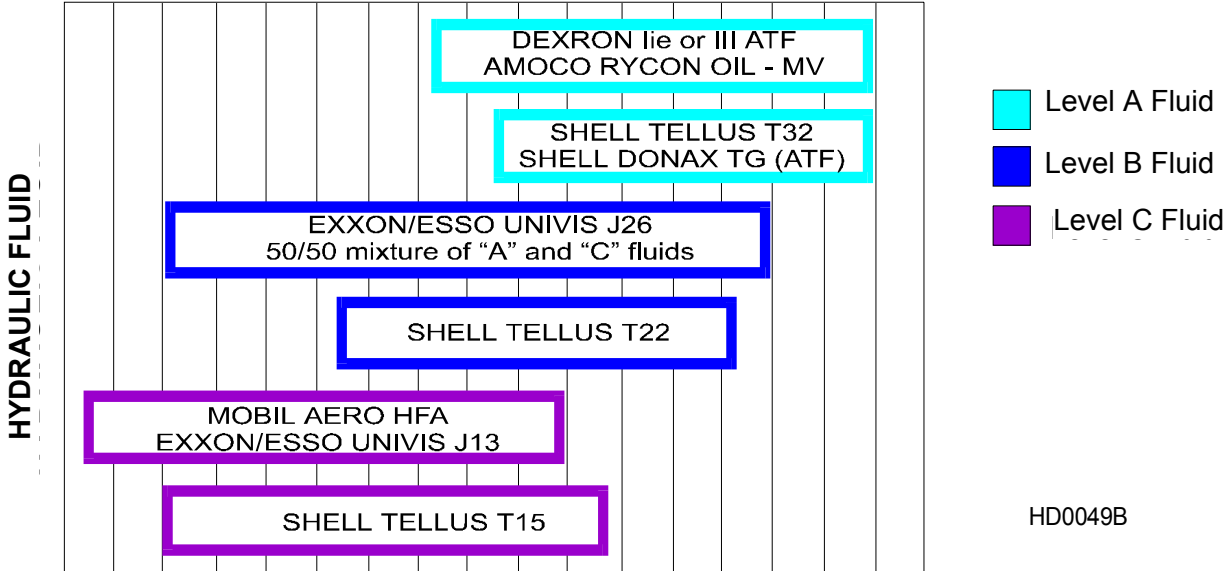 DEXRON IIe or III ATF
AMOCO RYCON OIL - MV
SHELL TELLUS T32
SHELL DONAX TG (ATF)
EXXON/ESSO UNIVIS J26
50/50 mixture of “A” and “C” fluids
SHELL TELLUS T22
MOBIL AERO HFA
EXXON/ESSO UNIVIS J13
SHELL TELLUS T15
HYDRAULIC FLUID
Level A Fluid
Level B Fluid
Level C Fluid
HD0049B